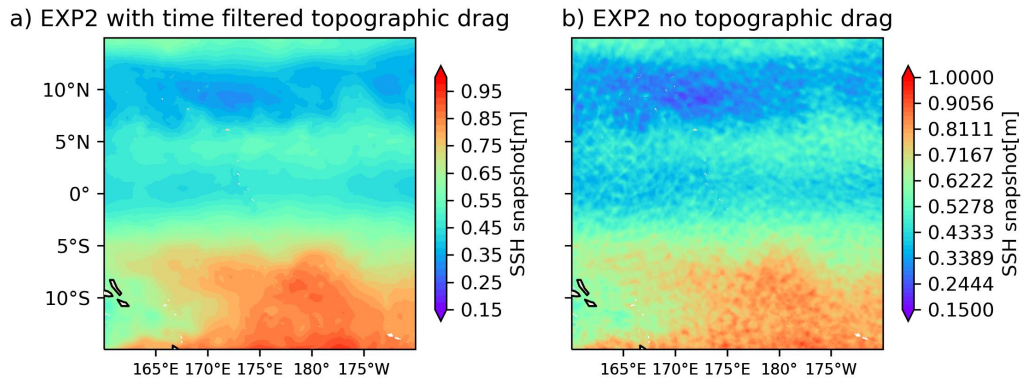 a) EXP2 with time filtered topographic drag
b) EXP2 no topographic drag
10°N
5°N
0°
5°S
10°S
165°E 170°E 175°E 180° 175°W
0.95
0.85
0.75
0.65
0.55
0.45
0.35
0.25
0.15
SSH snapshot[m]
165°E 170°E 175°E 180° 175°W
1.0000
0.9056
0.8111
0.7167
0.6222
0.5278
0.4333
0.3389
0.2444
0.1500
SSH snapshot[m]